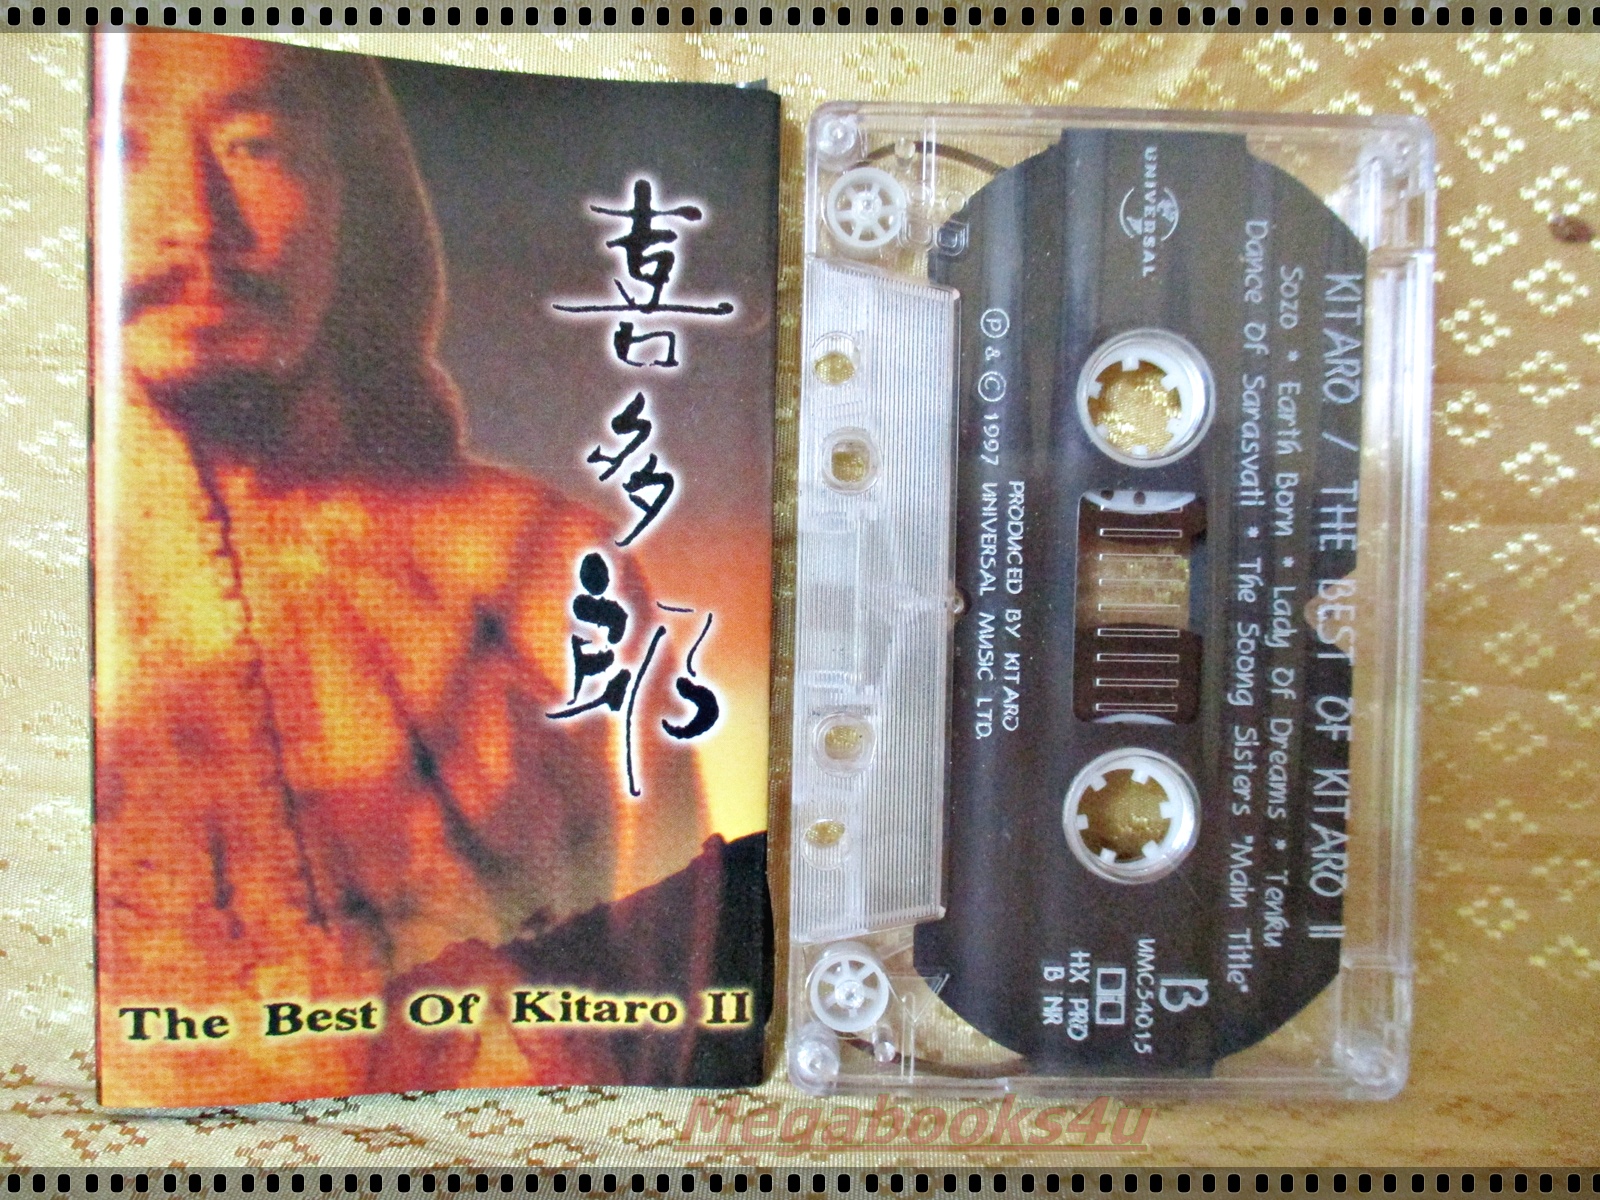 喜多郎
The Best Of Kitaro II
UNIVERSAL
KITARO / THE BEST OF KITARO II
Sozo * Earth Born * Lady Of Dreams * Tenku
Dance Of Sarasvati * The Soong Sisters "Main Title"
B
UMC54015
HX PRO
B NR
PRODUCED BY KITARO
Ⓟ & © 1997 UNIVERSAL MUSIC LTD.
Megabooks4u